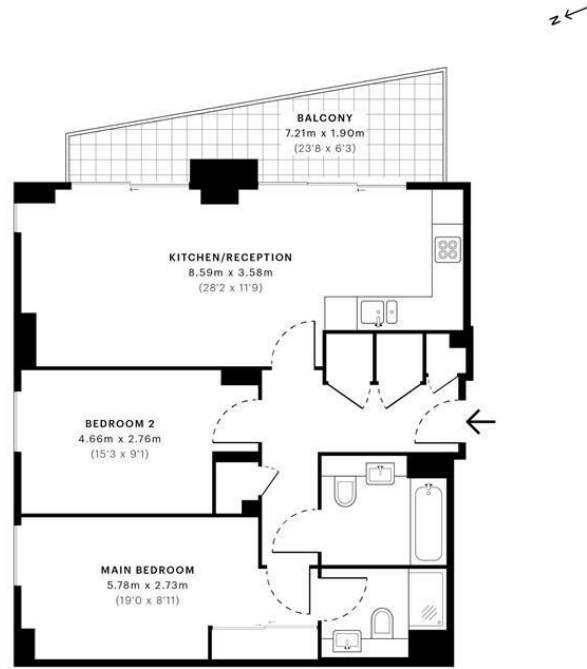 N
BALCONY
7.21m x 1.90m
(23'8 x 6'3)
KITCHEN/RECEPTION
8.59m x 3.58m
(28'2 x 11'9)
BEDROOM 2
4.66m x 2.76m
(15'3 x 9'1)
MAIN BEDROOM
5.78m x 2.73m
(19'0 x 8'11)